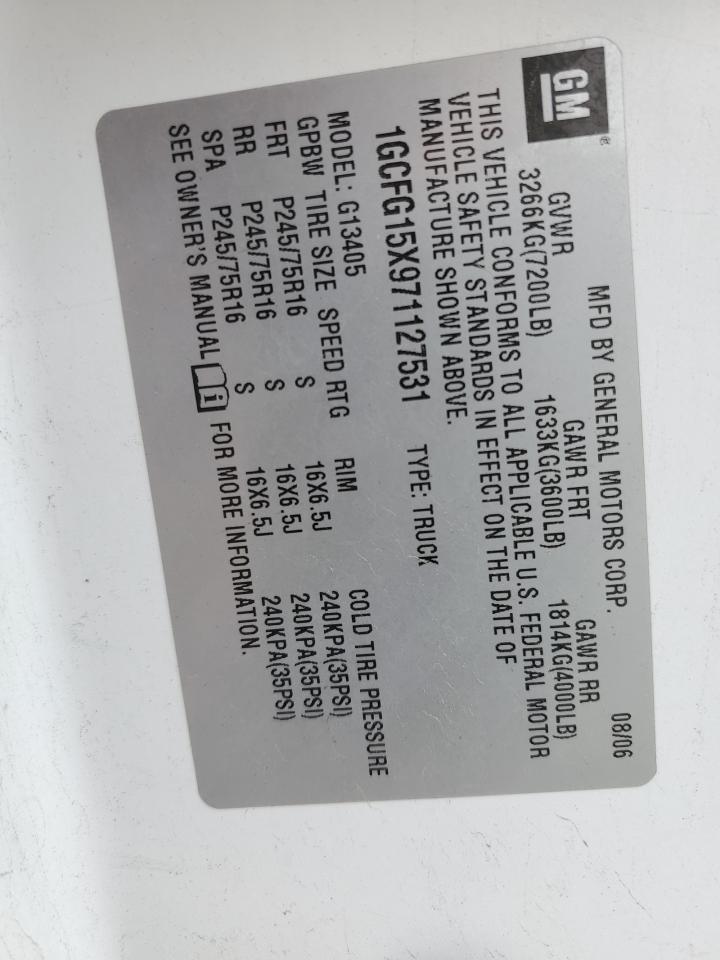 GM®
MFD BY GENERAL MOTORS CORP. 08/06
GVWR GAWR FRT GAWR RR
3266KG(7200LB) 1633KG(3600LB) 1814KG(4000LB)
THIS VEHICLE CONFORMS TO ALL APPLICABLE U.S. FEDERAL MOTOR
VEHICLE SAFETY STANDARDS IN EFFECT ON THE DATE OF
MANUFACTURE SHOWN ABOVE.
1GCFG15X971127531 TYPE: TRUCK
MODEL: G13405
GPBW TIRE SIZE SPEED RTG RIM COLD TIRE PRESSURE
FRT P245/75R16 S 16X6.5J 240KPA(35PSI)
RR P245/75R16 S 16X6.5J 240KPA(35PSI)
SPA P245/75R16 S 16X6.5J 240KPA(35PSI)
SEE OWNER'S MANUAL i FOR MORE INFORMATION.